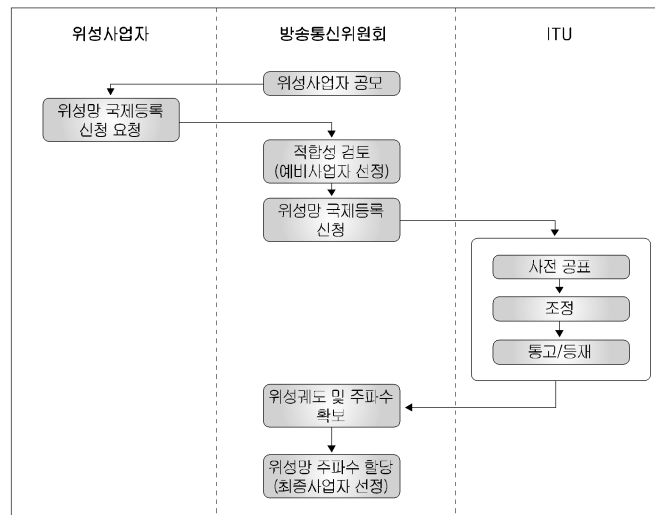 위성사업자
방송통신위원회
ITU
위성사업자 공모
위성망 국제등록
신청 요청
적합성 검토
(예비사업자 선정)
위성망 국제등록
신청
사전 공표
조정
통고/등재
위성궤도 및 주파수
확보
위성망 주파수 할당
(최종사업자 선정)